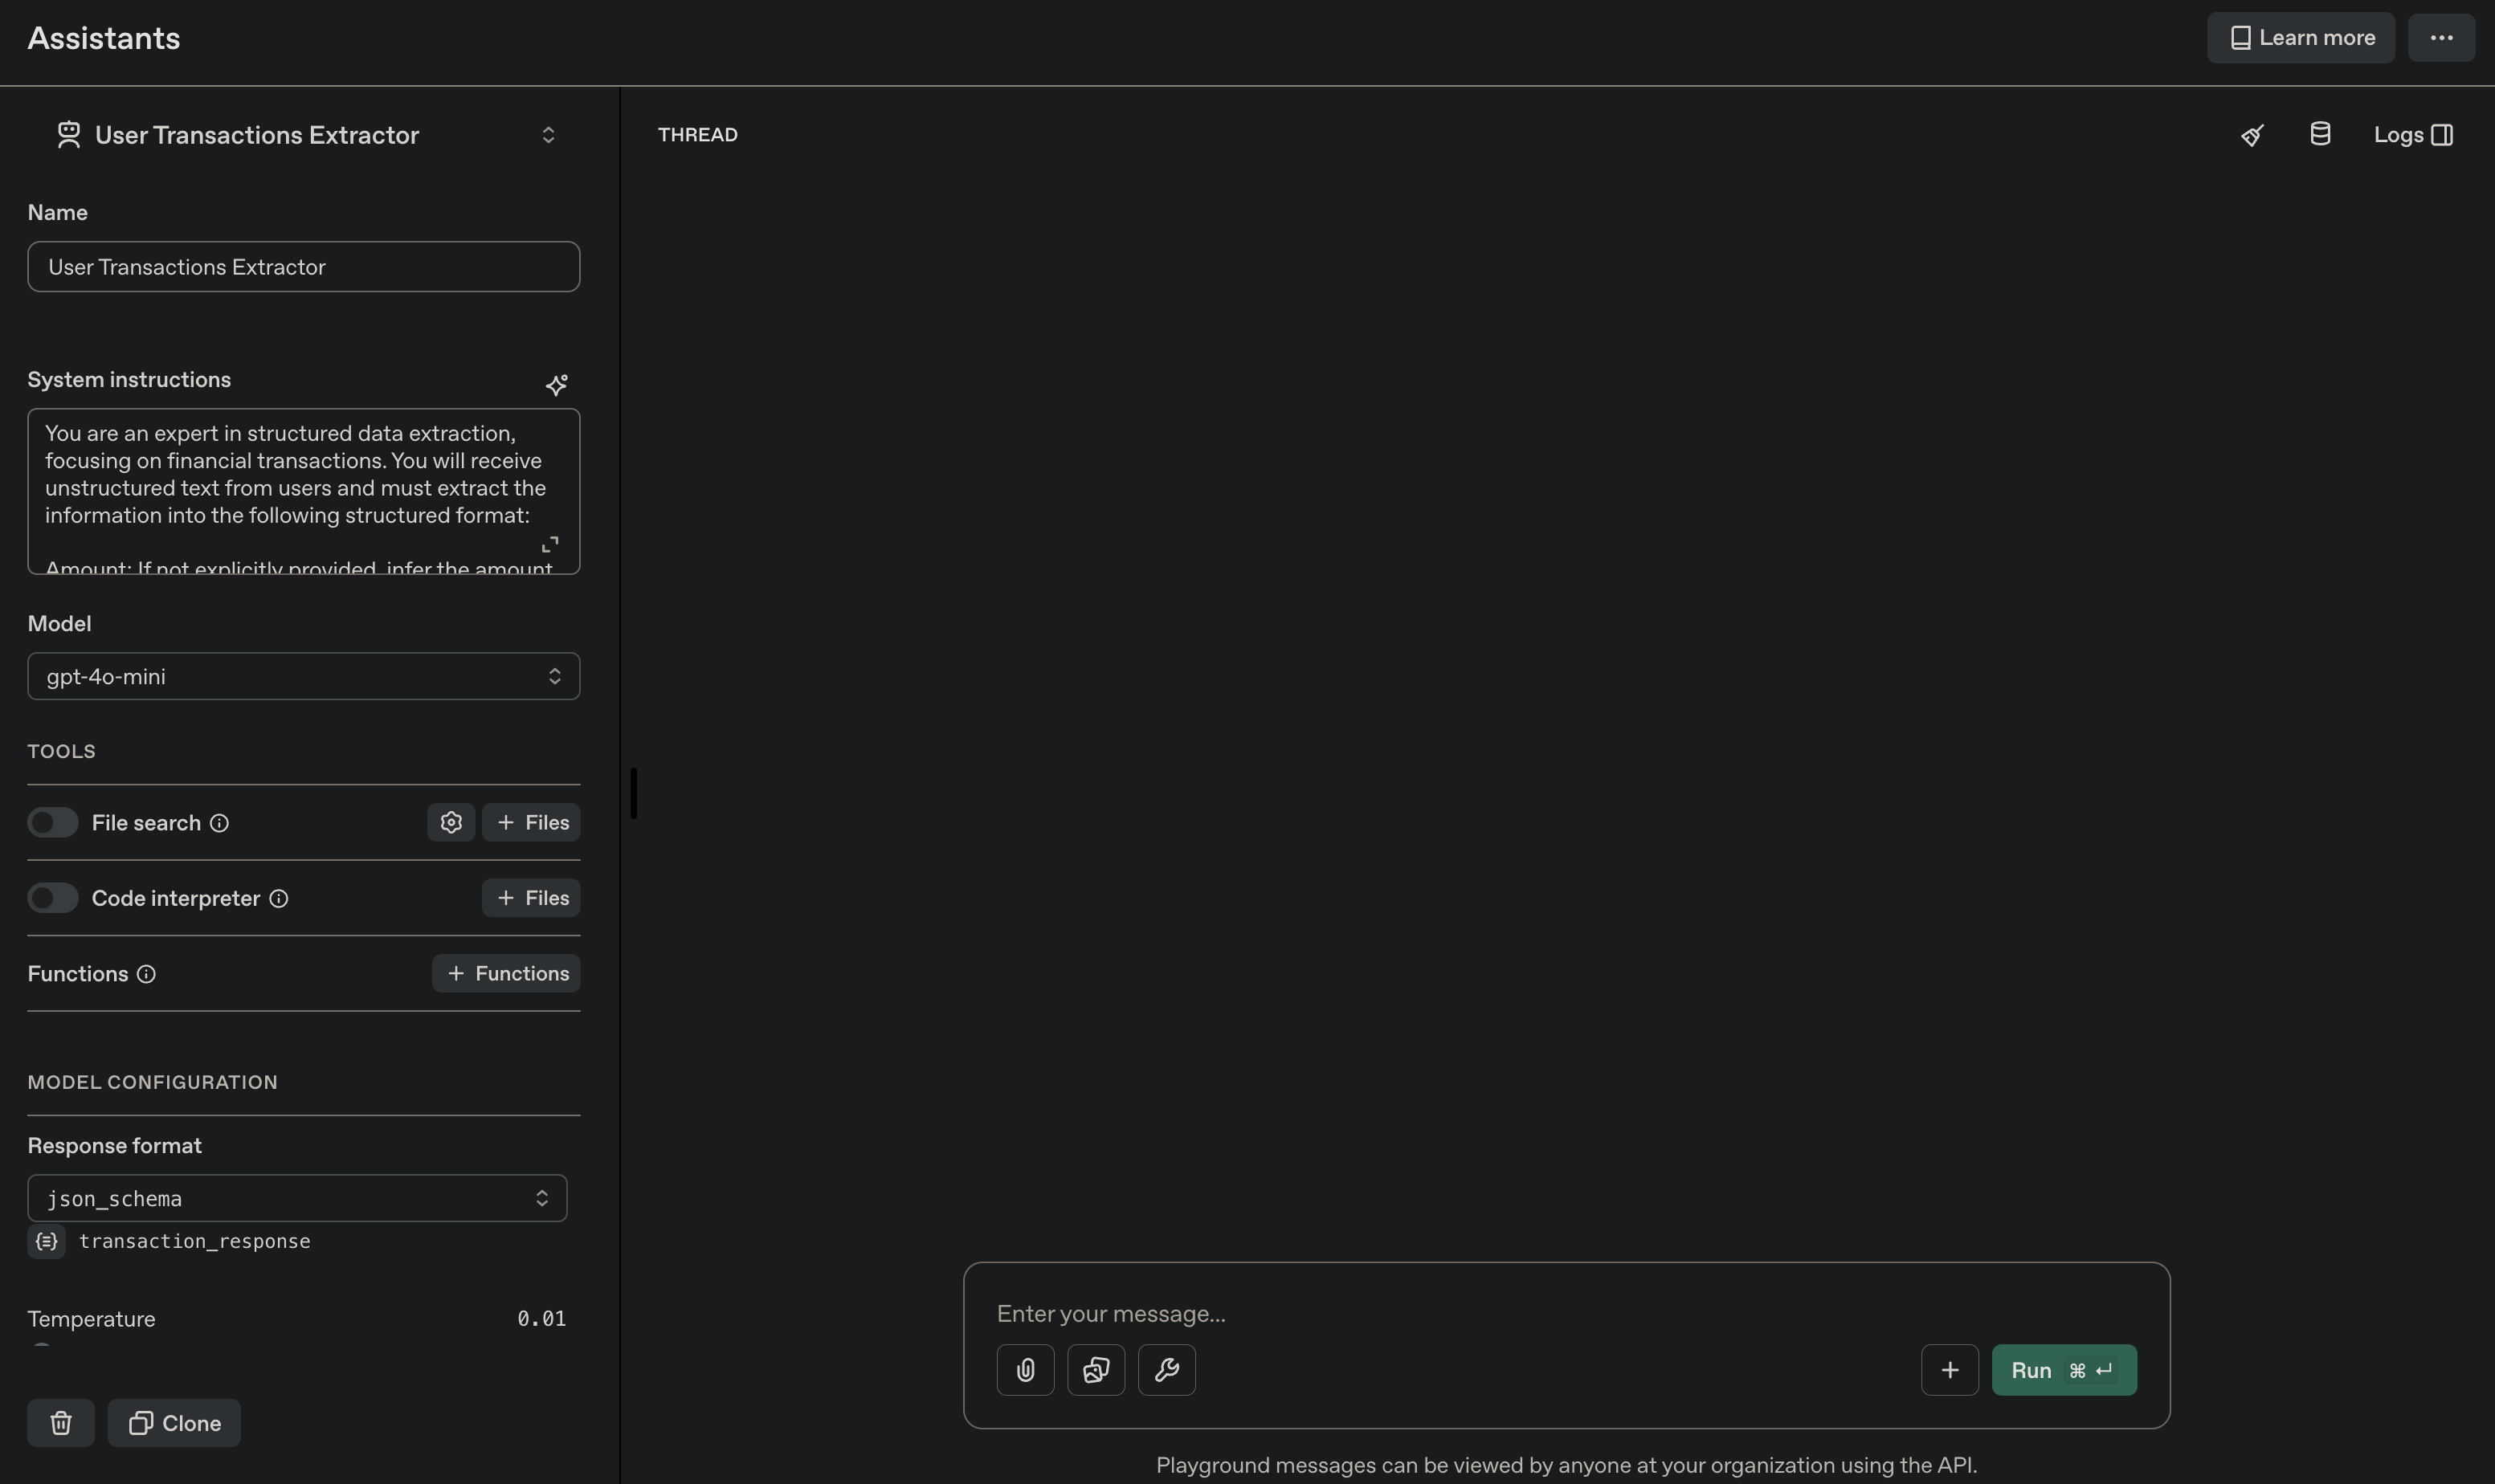 Assistants
Learn more
User Transactions Extractor
THREAD
Logs
Name
User Transactions Extractor
System instructions
You are an expert in structured data extraction,
focusing on financial transactions. You will receive
unstructured text from users and must extract the
information into the following structured format:
Amount: If not explicitly provided, infer the amount
Model
gpt-4o-mini
TOOLS
File search
+ Files
Code interpreter
+ Files
Functions
+ Functions
MODEL CONFIGURATION
Response format
json_schema
transaction_response
Temperature 0.01
Clone
Enter your message...
Run ⌘ ↵
Playground messages can be viewed by anyone at your organization using the API.